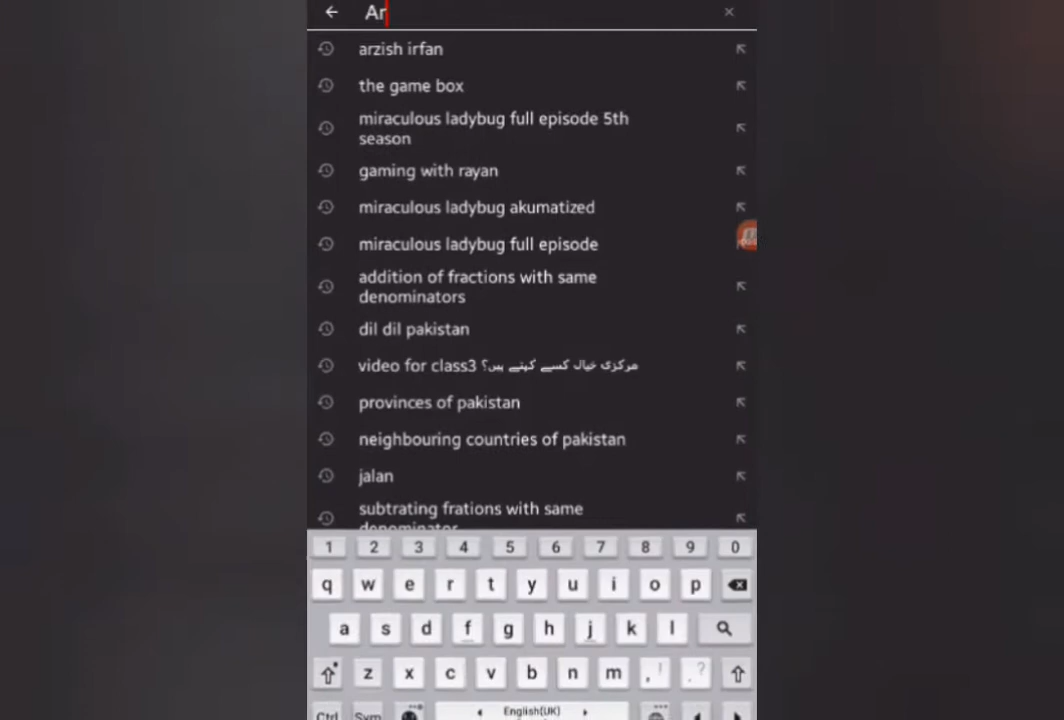 Ar
arzish irfan
the game box
miraculous ladybug full episode 5th
season
gaming with rayan
miraculous ladybug akumatized
miraculous ladybug full episode
addition of fractions with same
denominators
dil dil pakistan
video for class3 مرکزی خیال کسے کہتے ہیں؟
provinces of pakistan
neighbouring countries of pakistan
jalan
subtrating frations with same
denominator
1 2 3 4 5 6 7 8 9 0
q w e r t y u i o p
a s d f g h j k l
z x c v b n m , ! . ?
Ctrl Sym English(UK)